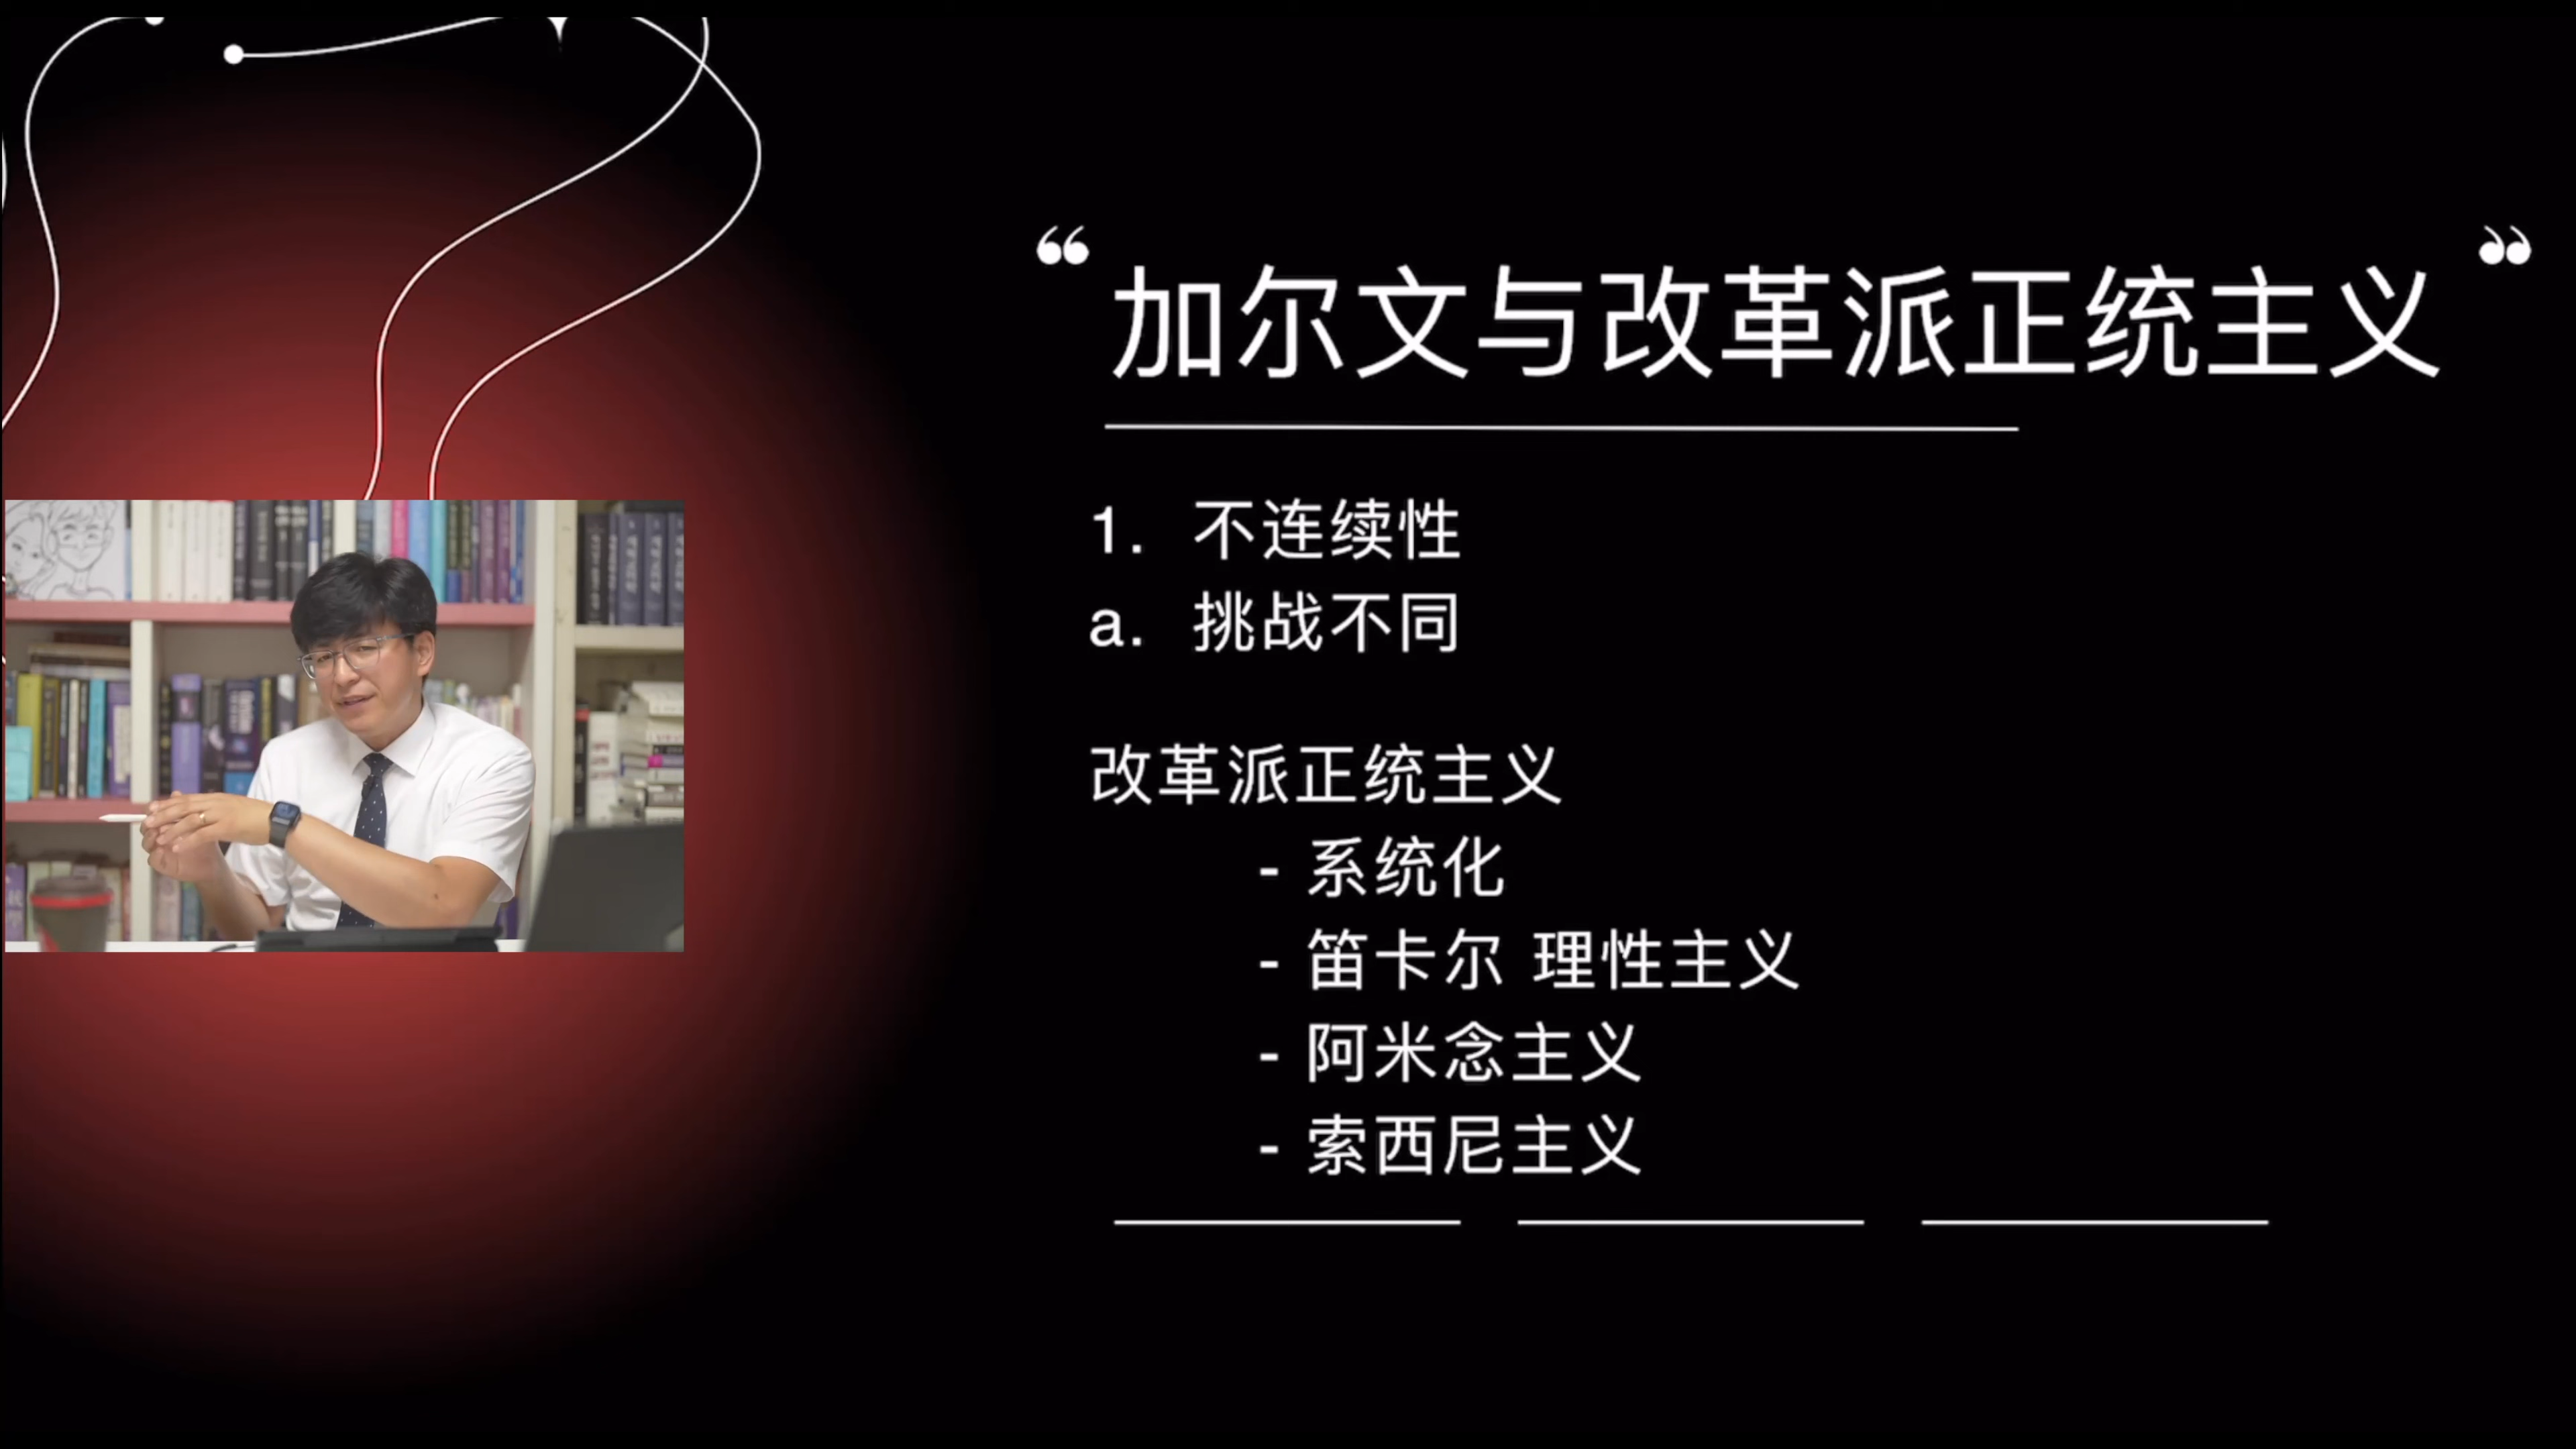 “加尔文与改革派正统主义”
1. 不连续性
a. 挑战不同
改革派正统主义
- 系统化
- 笛卡尔 理性主义
- 阿米念主义
- 索西尼主义